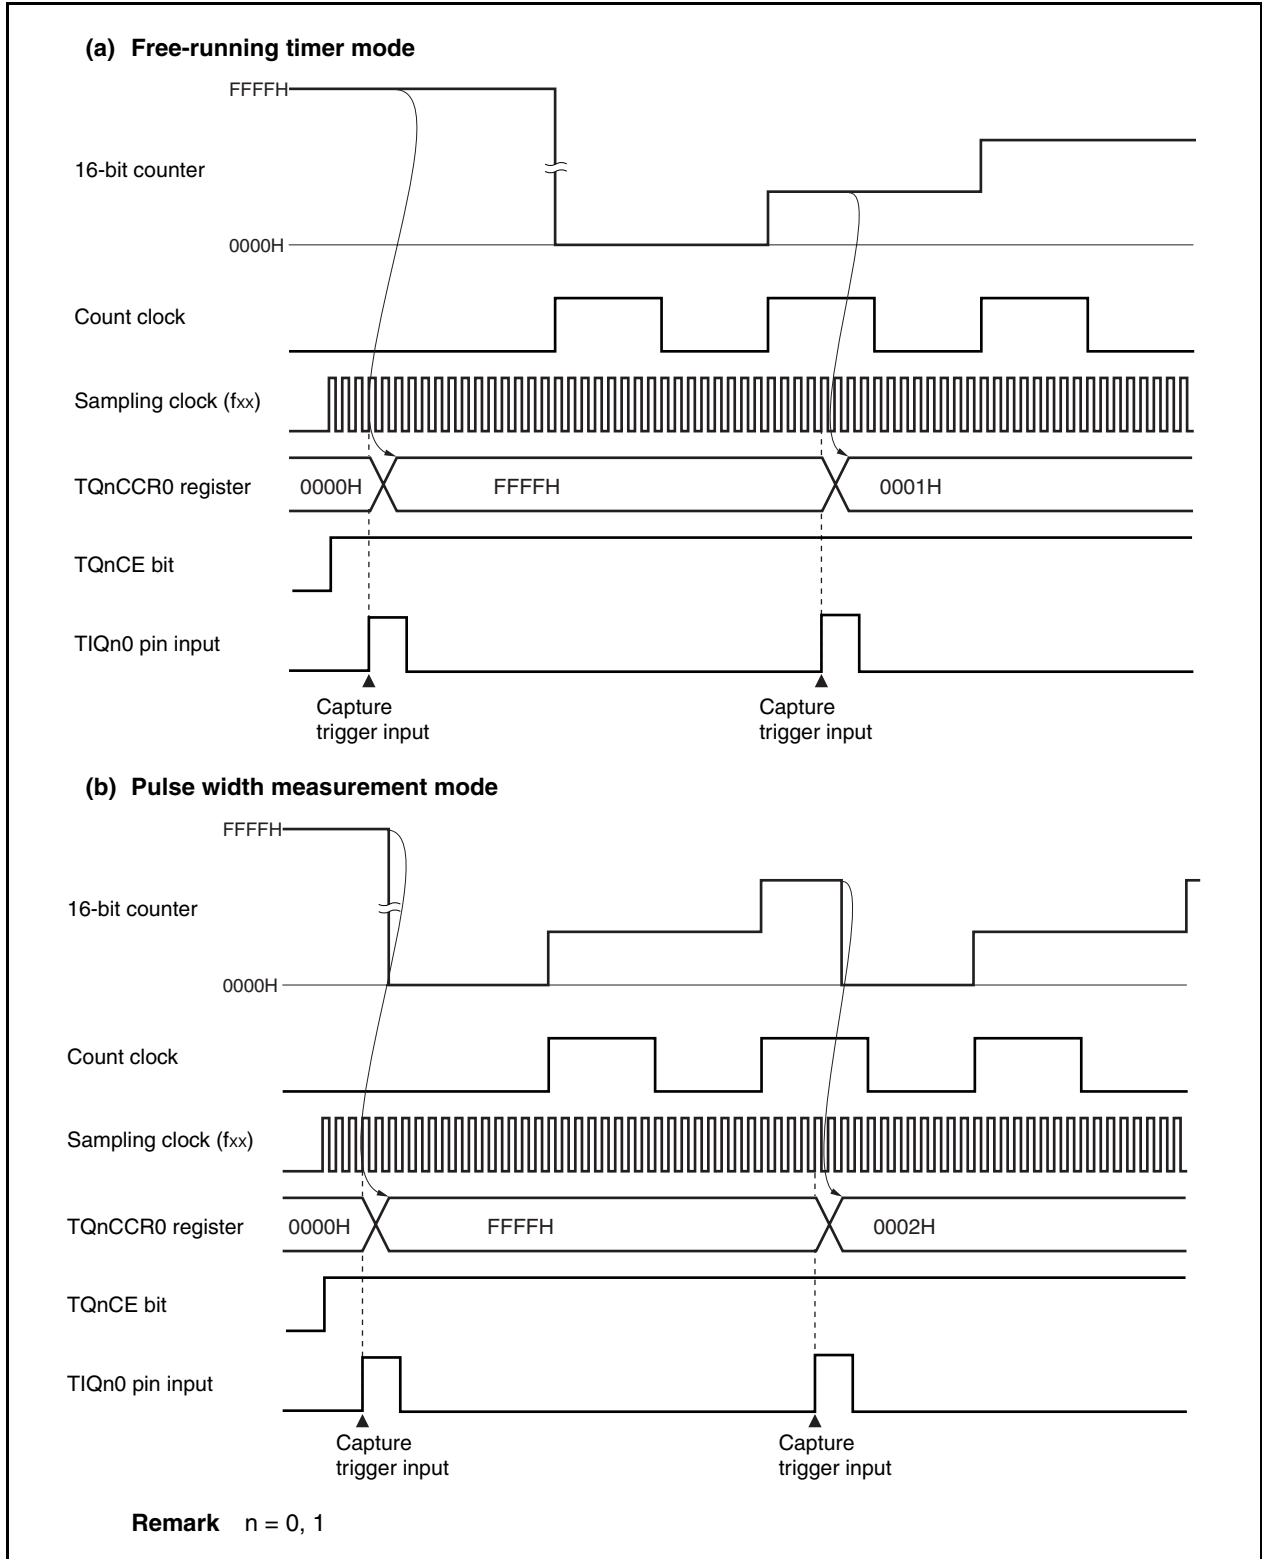 (a) Free-running timer mode
FFFFH
16-bit counter
0000H
Count clock
Sampling clock (fxx)
TQnCCR0 register 0000H FFFFH 0001H
TQnCE bit
TIQn0 pin input
Capture Capture
trigger input trigger input
(b) Pulse width measurement mode
FFFFH
16-bit counter
0000H
Count clock
Sampling clock (fxx)
TQnCCR0 register 0000H FFFFH 0002H
TQnCE bit
TIQn0 pin input
Capture Capture
trigger input trigger input
Remark n = 0, 1